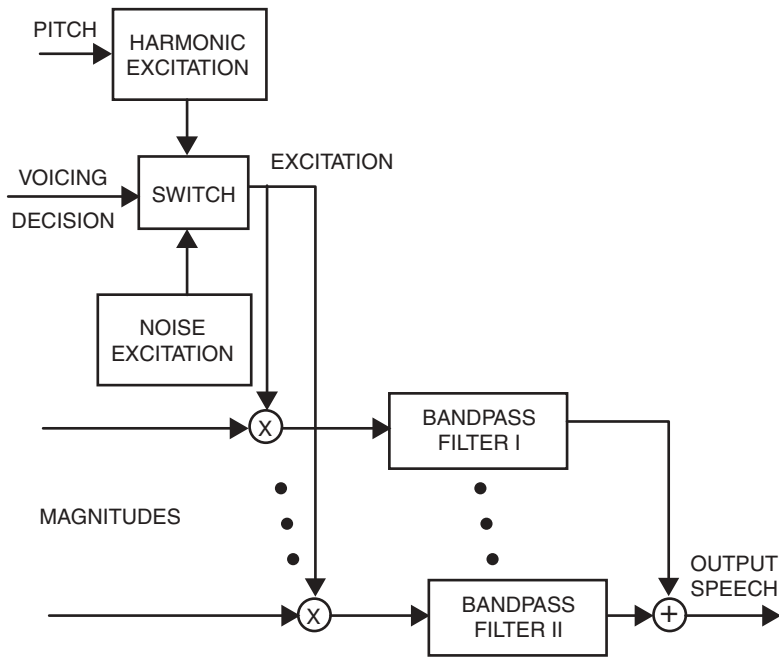 PITCH
HARMONIC
EXCITATION
EXCITATION
VOICING
DECISION
SWITCH
NOISE
EXCITATION
X
BANDPASS
FILTER I
MAGNITUDES
OUTPUT
SPEECH
X
BANDPASS
FILTER II
+